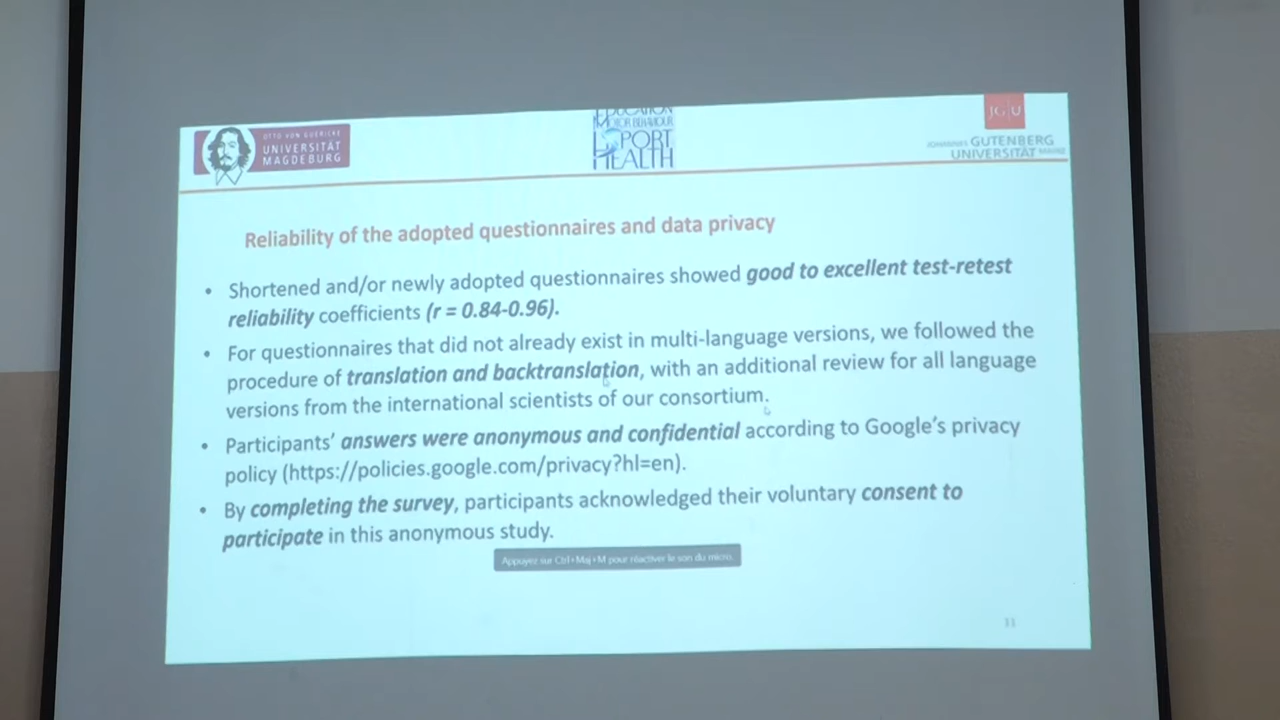 OTTO VON GUERICKE
UNIVERSITÄT
MAGDEBURG
EDUCATION
MOTOR BEHAVIOUR
SPORT
HEALTH
JG|U
JOHANNES GUTENBERG
UNIVERSITÄT MAINZ
Reliability of the adopted questionnaires and data privacy
• Shortened and/or newly adopted questionnaires showed good to excellent test-retest
reliability coefficients (r = 0.84-0.96).
• For questionnaires that did not already exist in multi-language versions, we followed the
procedure of translation and backtranslation, with an additional review for all language
versions from the international scientists of our consortium.
• Participants' answers were anonymous and confidential according to Google's privacy
policy (https://policies.google.com/privacy?hl=en).
• By completing the survey, participants acknowledged their voluntary consent to
participate in this anonymous study.
Appuyez sur Ctrl+Maj+M pour réactiver le son du micro.
11